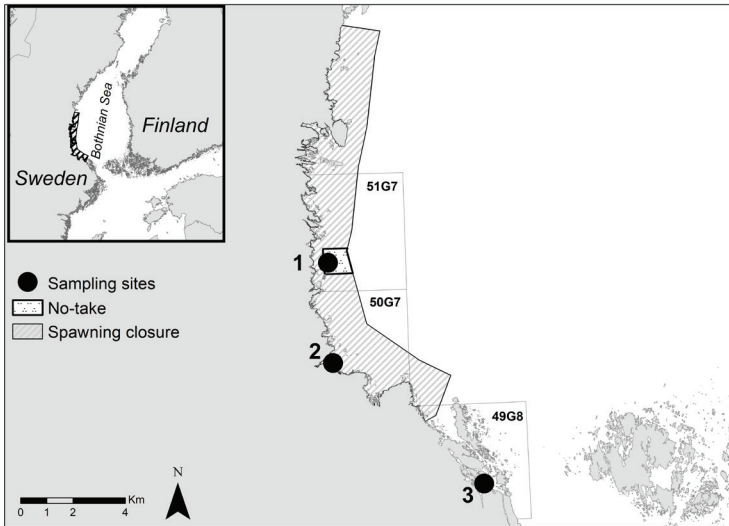 Bothnian Sea
Finland
Sweden
51G7
1
Sampling sites
No-take
50G7
Spawning closure
2
49G8
N
3
0 1 2 4 Km